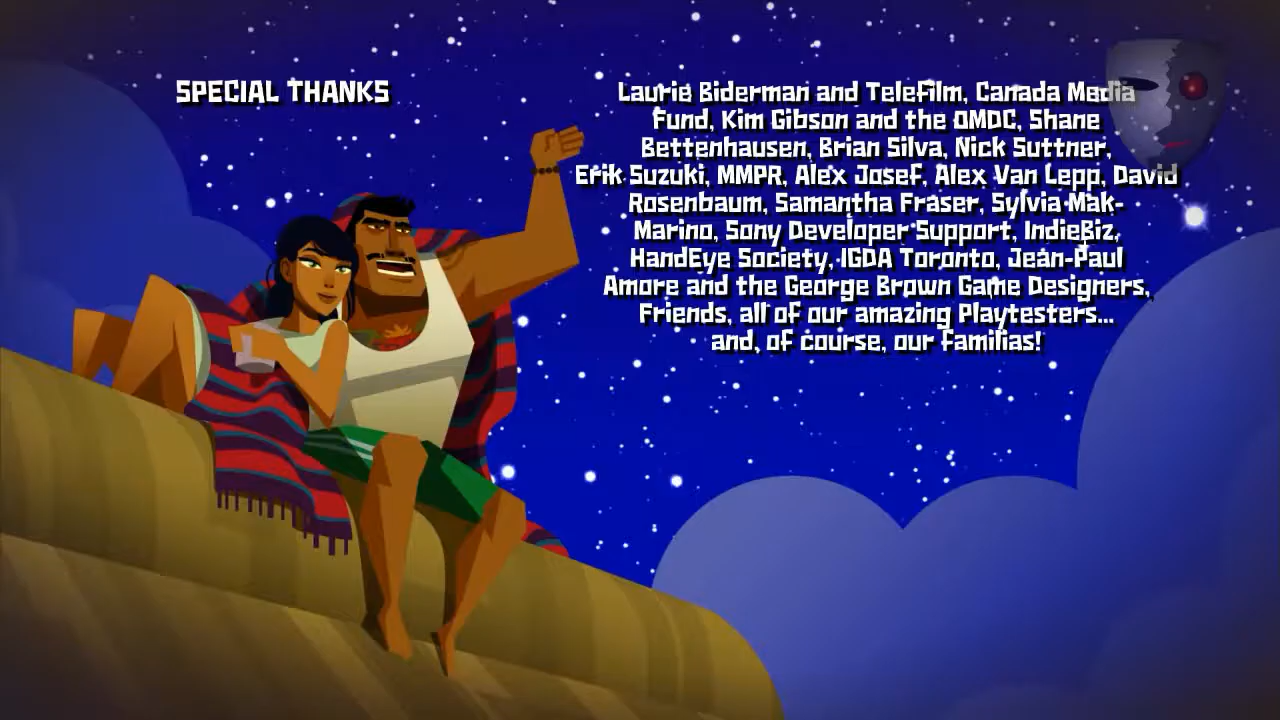 SPECIAL THANKS
Laurie Biderman and Telefilm, Canada Media
Fund, Kim Gibson and the OMDC, Shane
Bettenhausen, Brian Silva, Nick Suttner,
Erik Suzuki, MMPR, Alex Josef, Alex Van Lepp, David
Rosenbaum, Samantha Fraser, Sylvia Mak-
Marino, Sony Developer Support, IndieBiz,
HandEye Society, IGDA Toronto, Jean-Paul
Amore and the George Brown Game Designers,
Friends, all of our amazing Playtesters...
and, of course, our familias!